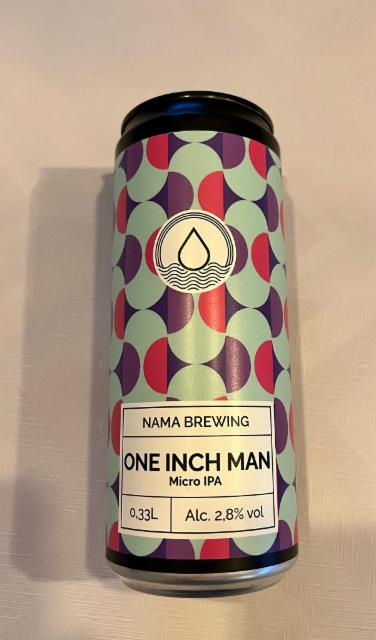 NAMA BREWING
ONE INCH MAN
Micro IPA
0,33L
Alc. 2,8% vol